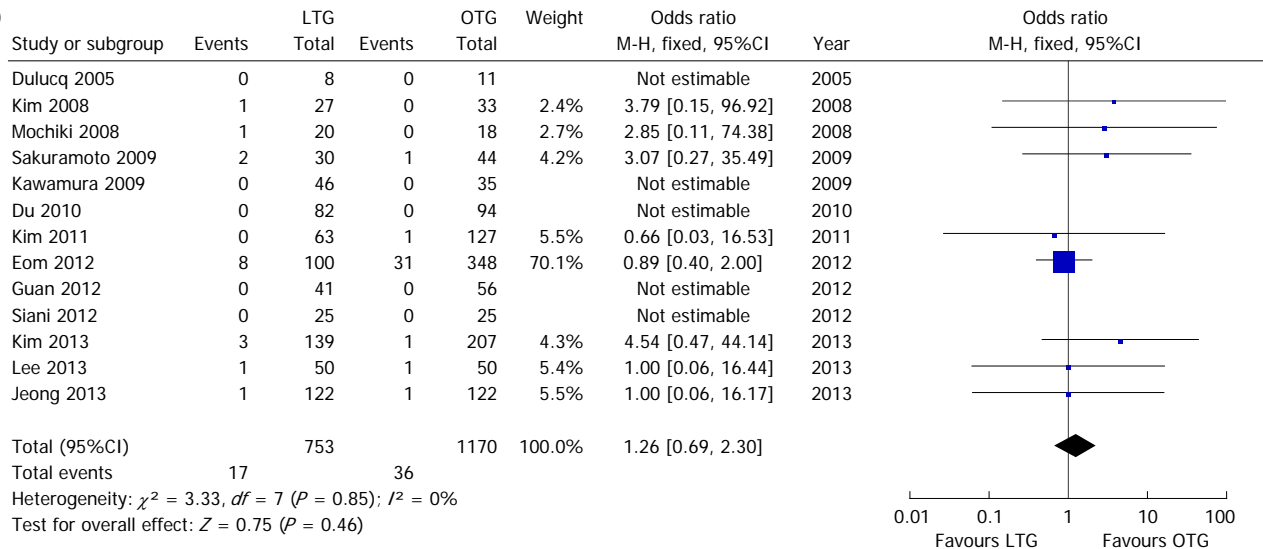 LTG OTG Weight Odds ratio Odds ratio
Study or subgroup Events Total Events Total M-H, fixed, 95%CI Year M-H, fixed, 95%CI
Dulucq 2005 0 8 0 11 Not estimable 2005
Kim 2008 1 27 0 33 2.4% 3.79 [0.15, 96.92] 2008
Mochiki 2008 1 20 0 18 2.7% 2.85 [0.11, 74.38] 2008
Sakuramoto 2009 2 30 1 44 4.2% 3.07 [0.27, 35.49] 2009
Kawamura 2009 0 46 0 35 Not estimable 2009
Du 2010 0 82 0 94 Not estimable 2010
Kim 2011 0 63 1 127 5.5% 0.66 [0.03, 16.53] 2011
Eom 2012 8 100 31 348 70.1% 0.89 [0.40, 2.00] 2012
Guan 2012 0 41 0 56 Not estimable 2012
Siani 2012 0 25 0 25 Not estimable 2012
Kim 2013 3 139 1 207 4.3% 4.54 [0.47, 44.14] 2013
Lee 2013 1 50 1 50 5.4% 1.00 [0.06, 16.44] 2013
Jeong 2013 1 122 1 122 5.5% 1.00 [0.06, 16.17] 2013
Total (95%CI) 753 1170 100.0% 1.26 [0.69, 2.30]
Total events 17 36
Heterogeneity: χ² = 3.33, df = 7 (P = 0.85); I² = 0%
Test for overall effect: Z = 0.75 (P = 0.46)
0.01 0.1 1 10 100
Favours LTG Favours OTG